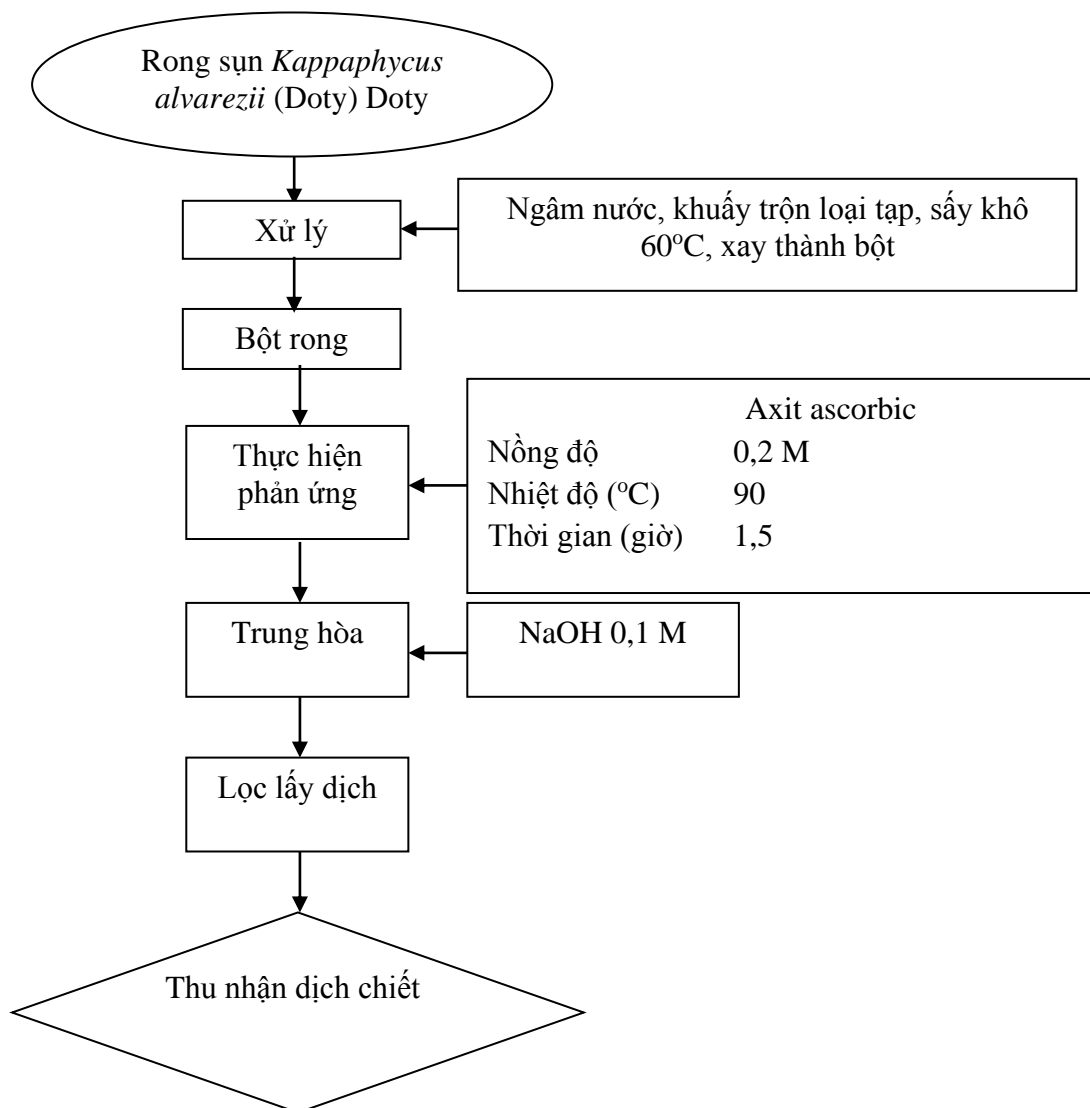 Rong sụn Kappaphycus
alvarezii (Doty) Doty
Xử lý
Ngâm nước, khuấy trộn loại tạp, sấy khô
60°C, xay thành bột
Bột rong
Thực hiện
phản ứng
Axit ascorbic
Nồng độ 0,2 M
Nhiệt độ (°C) 90
Thời gian (giờ) 1,5
Trung hòa
NaOH 0,1 M
Lọc lấy dịch
Thu nhận dịch chiết